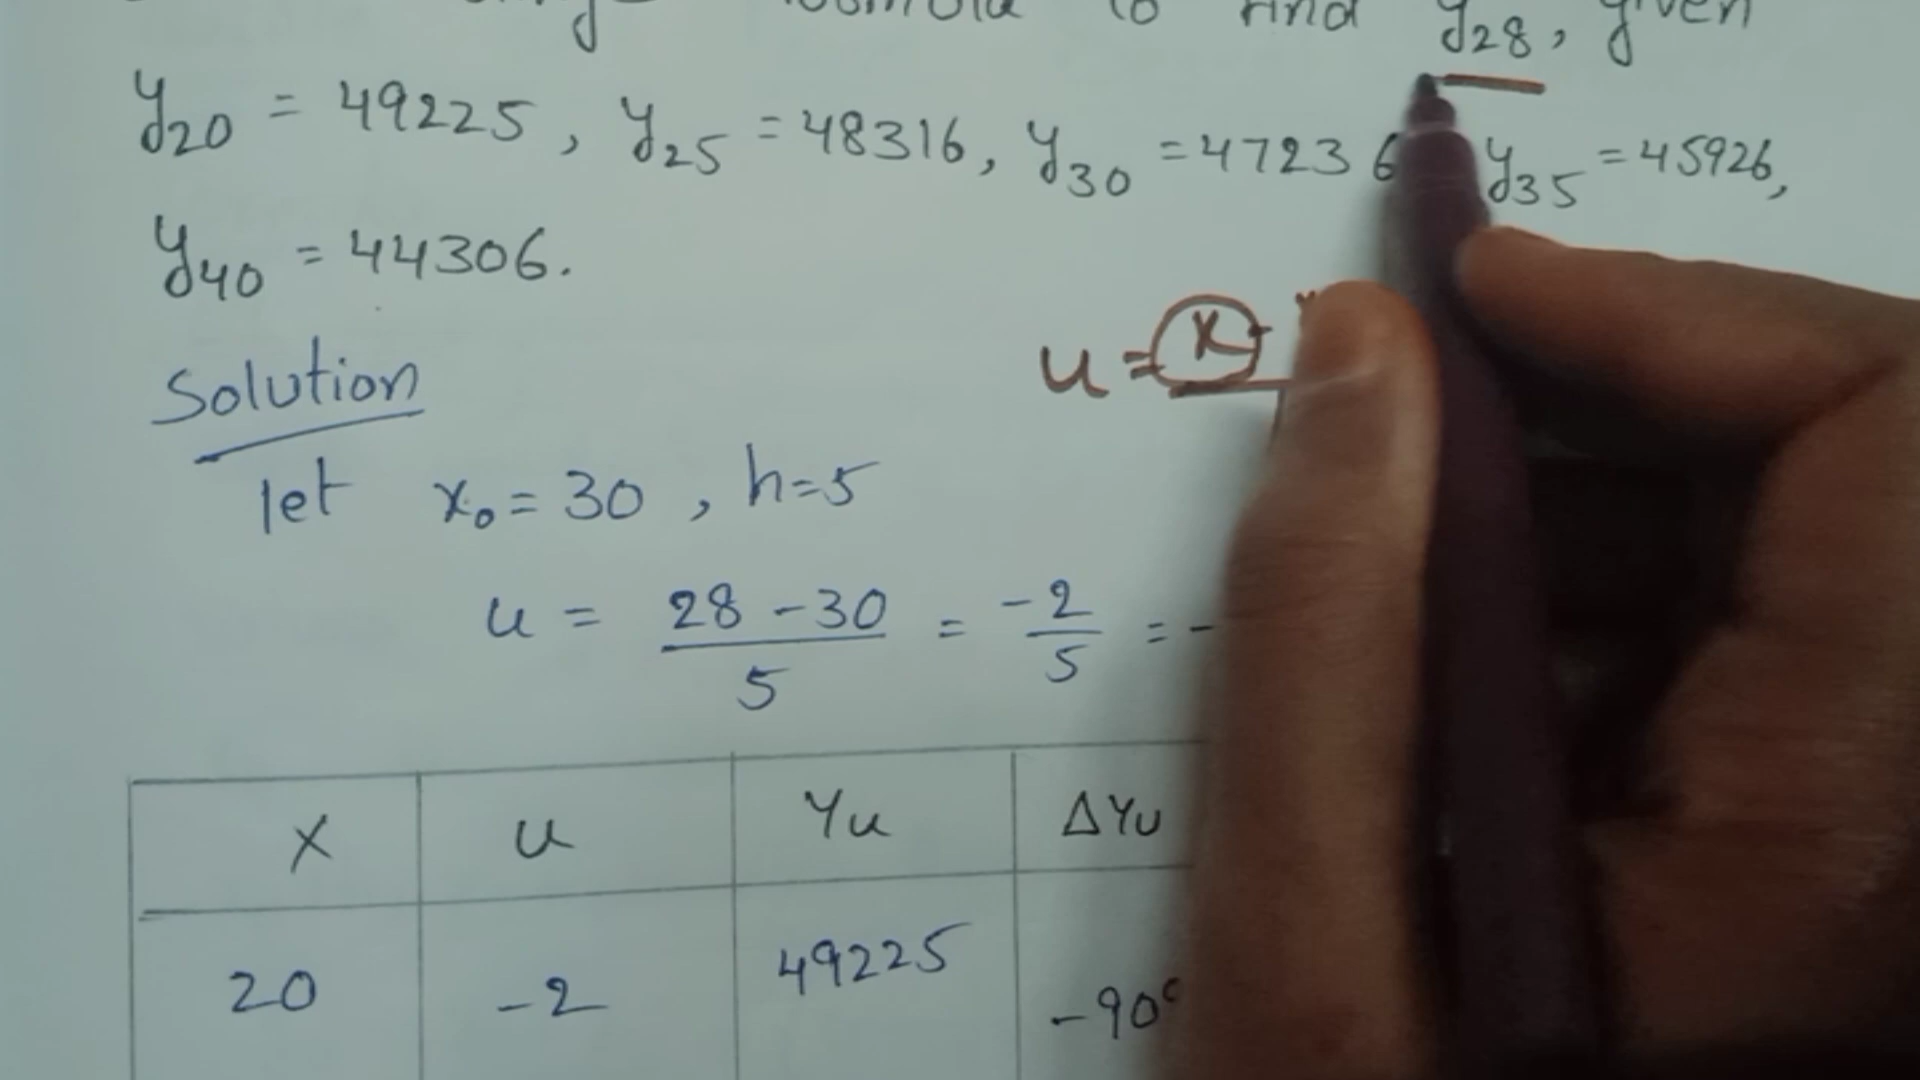 to find y28, given
y20 = 49225, y25 = 48316, y30 = 47236 y35 = 45926,
y40 = 44306.
u = x -
Solution
let x0 = 30, h=5
u = 28 - 30 / 5 = -2 / 5 = -
x u Yu ΔYu
20 -2 49225
-90